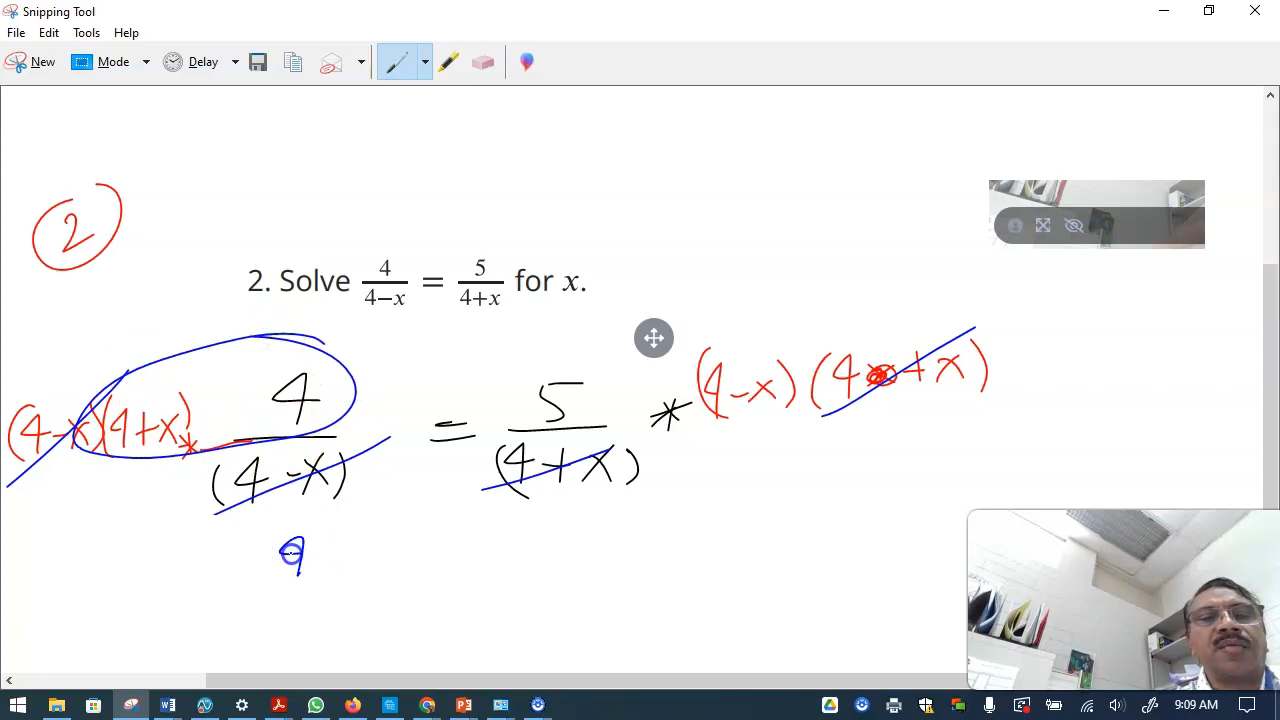 Snipping Tool
File Edit Tools Help
New Mode Delay
2
2. Solve 4/(4−x) = 5/(4+x) for x.
(4-x)(4+x)* 4/(4-x) = 5/(4+x) * (4-x)(4+x)
9:09 AM